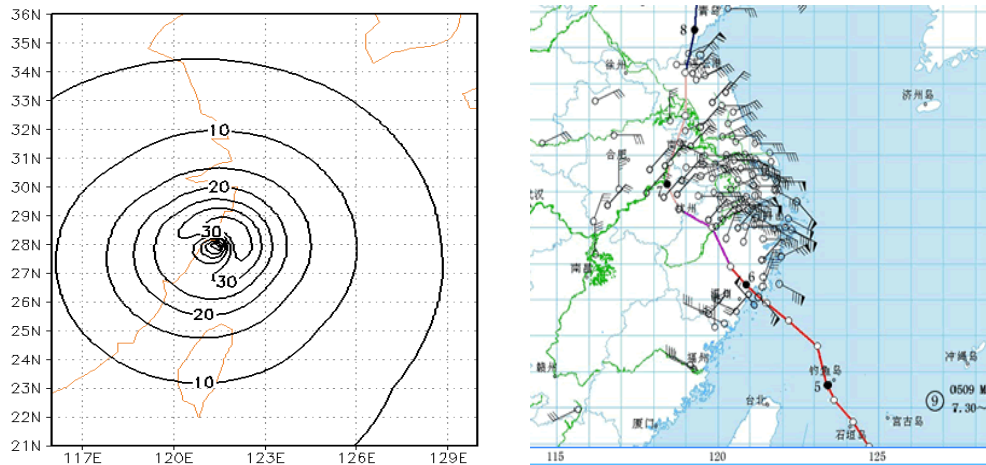 36N
35N
34N
33N
32N
31N
30N
29N
28N
27N
26N
25N
24N
23N
22N
21N
117E
120E
123E
126E
129E
10
20
30
30
20
10
青岛
8
徐州
济州岛
合肥
武汉
杭州
南昌
6
温州
福州
赣州
钓鱼岛
5
冲绳岛
台北
⑨ 0509 M
7.30~
厦门
宫古岛
石垣岛
115
120
125